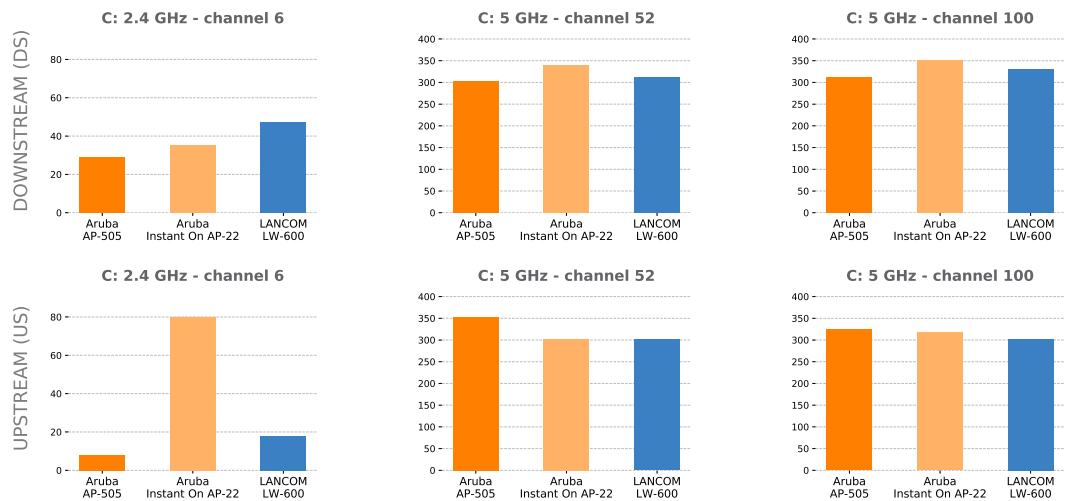 DOWNSTREAM (DS)
C: 2.4 GHz - channel 6
80
60
40
20
0
Aruba
AP-505
Aruba
Instant On AP-22
LANCOM
LW-600
C: 5 GHz - channel 52
400
350
300
250
200
150
100
50
0
Aruba
AP-505
Aruba
Instant On AP-22
LANCOM
LW-600
C: 5 GHz - channel 100
400
350
300
250
200
150
100
50
0
Aruba
AP-505
Aruba
Instant On AP-22
LANCOM
LW-600
UPSTREAM (US)
C: 2.4 GHz - channel 6
80
60
40
20
0
Aruba
AP-505
Aruba
Instant On AP-22
LANCOM
LW-600
C: 5 GHz - channel 52
400
350
300
250
200
150
100
50
0
Aruba
AP-505
Aruba
Instant On AP-22
LANCOM
LW-600
C: 5 GHz - channel 100
400
350
300
250
200
150
100
50
0
Aruba
AP-505
Aruba
Instant On AP-22
LANCOM
LW-600